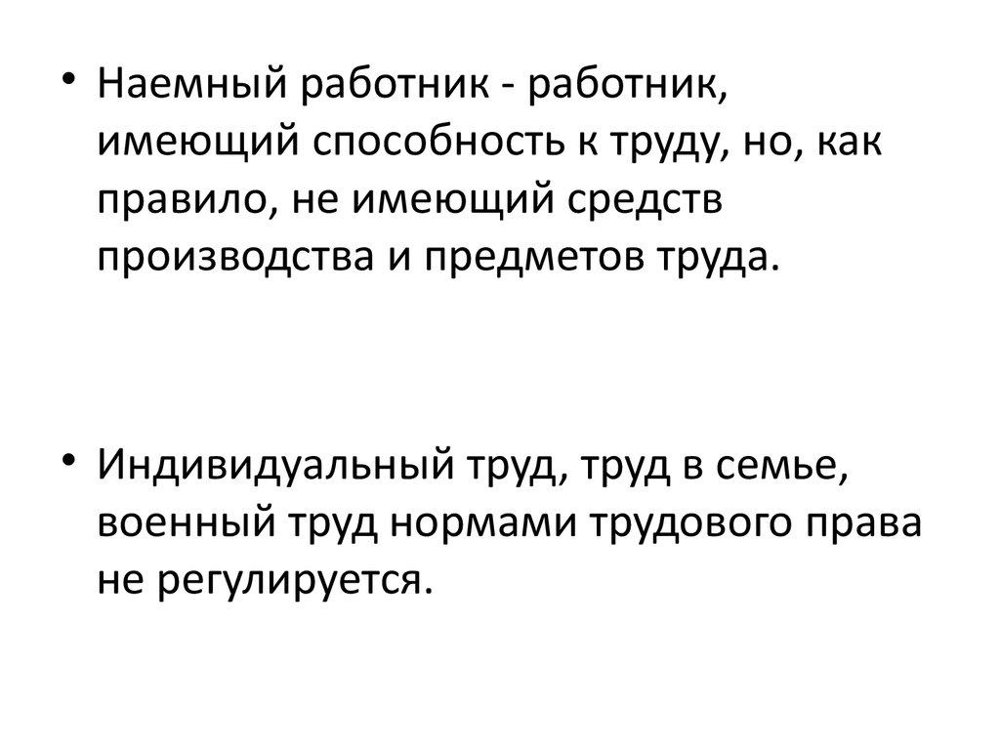 • Наемный работник - работник,
имеющий способность к труду, но, как
правило, не имеющий средств
производства и предметов труда.
• Индивидуальный труд, труд в семье,
военный труд нормами трудового права
не регулируется.